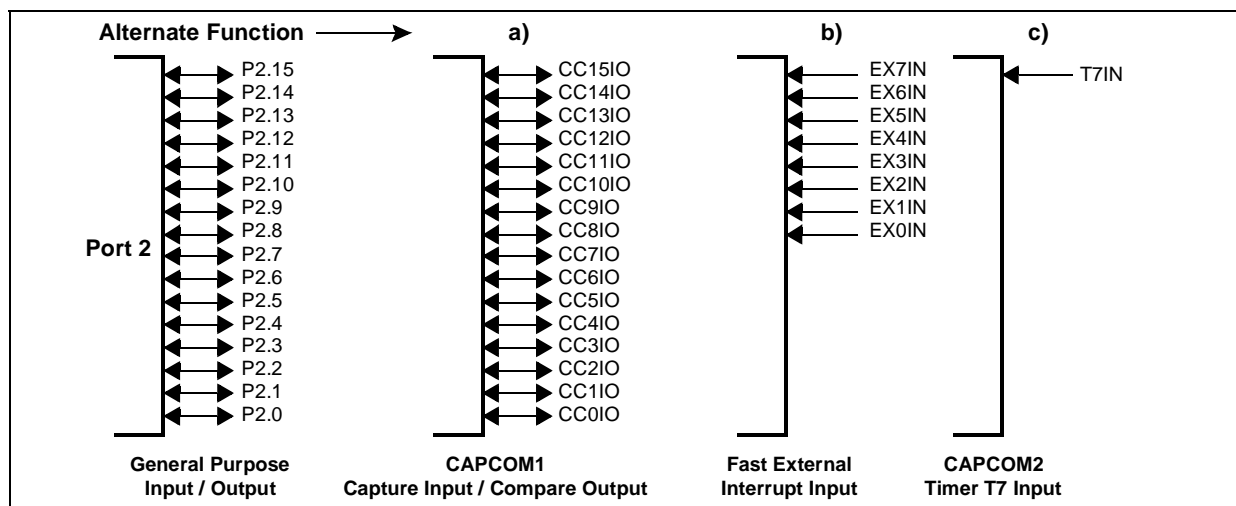 Alternate Function a) b) c)
P2.15 CC15IO EX7IN T7IN
P2.14 CC14IO EX6IN
P2.13 CC13IO EX5IN
P2.12 CC12IO EX4IN
P2.11 CC11IO EX3IN
P2.10 CC10IO EX2IN
P2.9 CC9IO EX1IN
P2.8 CC8IO EX0IN
Port 2
P2.7 CC7IO
P2.6 CC6IO
P2.5 CC5IO
P2.4 CC4IO
P2.3 CC3IO
P2.2 CC2IO
P2.1 CC1IO
P2.0 CC0IO
General Purpose CAPCOM1 Fast External CAPCOM2
Input / Output Capture Input / Compare Output Interrupt Input Timer T7 Input